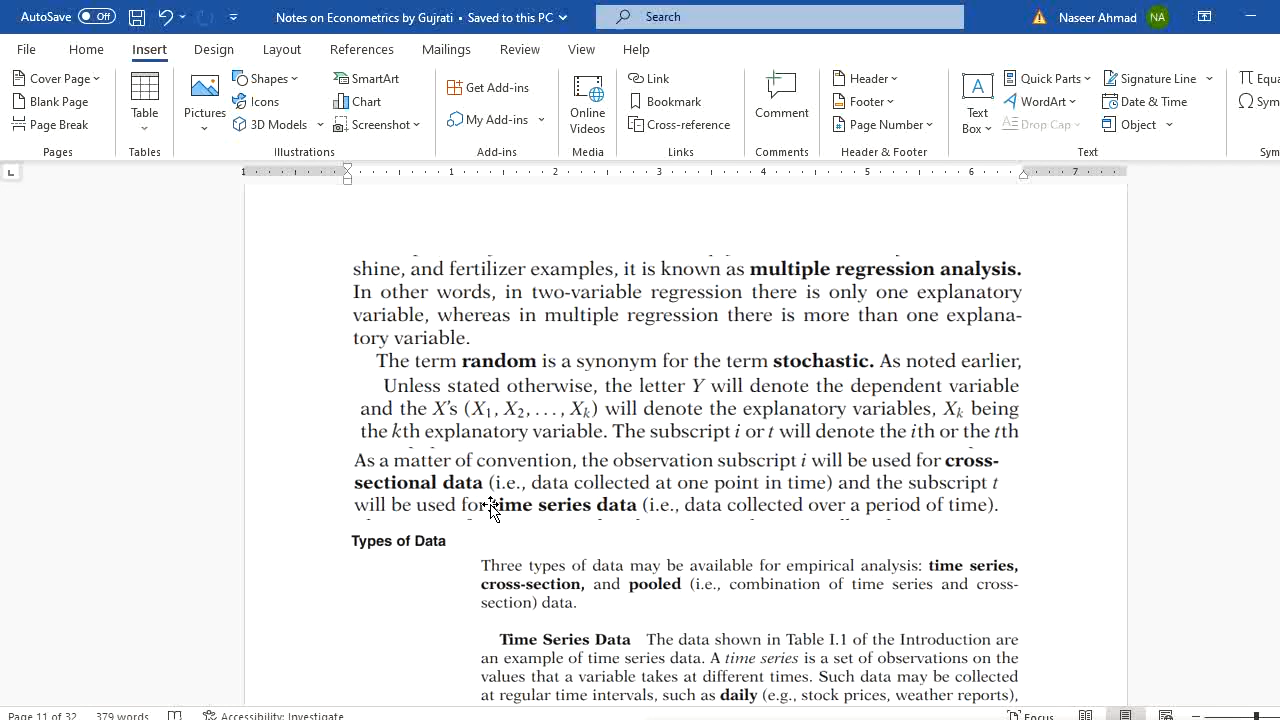 AutoSave Off Notes on Econometrics by Gujrati • Saved to this PC Search Naseer Ahmad NA
File Home Insert Design Layout References Mailings Review View Help
Cover Page
Blank Page
Page Break
Pages
Table
Tables
Pictures
Shapes
Icons
3D Models
SmartArt
Chart
Screenshot
Illustrations
Get Add-ins
My Add-ins
Add-ins
Online
Videos
Media
Link
Bookmark
Cross-reference
Links
Comment
Comments
Header
Footer
Page Number
Header & Footer
Text
Box
Quick Parts
WordArt
Drop Cap
Signature Line
Date & Time
Object
Text
1 1 2 3 4 5 6 7
shine, and fertilizer examples, it is known as multiple regression analysis.
In other words, in two-variable regression there is only one explanatory
variable, whereas in multiple regression there is more than one explana-
tory variable.
The term random is a synonym for the term stochastic. As noted earlier,
Unless stated otherwise, the letter Y will denote the dependent variable
and the X's (X1, X2, . . . , Xk) will denote the explanatory variables, Xk being
the kth explanatory variable. The subscript i or t will denote the ith or the tth
As a matter of convention, the observation subscript i will be used for cross-
sectional data (i.e., data collected at one point in time) and the subscript t
will be used for time series data (i.e., data collected over a period of time).
Types of Data
Three types of data may be available for empirical analysis: time series,
cross-section, and pooled (i.e., combination of time series and cross-
section) data.
Time Series Data The data shown in Table I.1 of the Introduction are
an example of time series data. A time series is a set of observations on the
values that a variable takes at different times. Such data may be collected
at regular time intervals, such as daily (e.g., stock prices, weather reports),
Page 11 of 32 379 words Accessibility: Investigate Focus